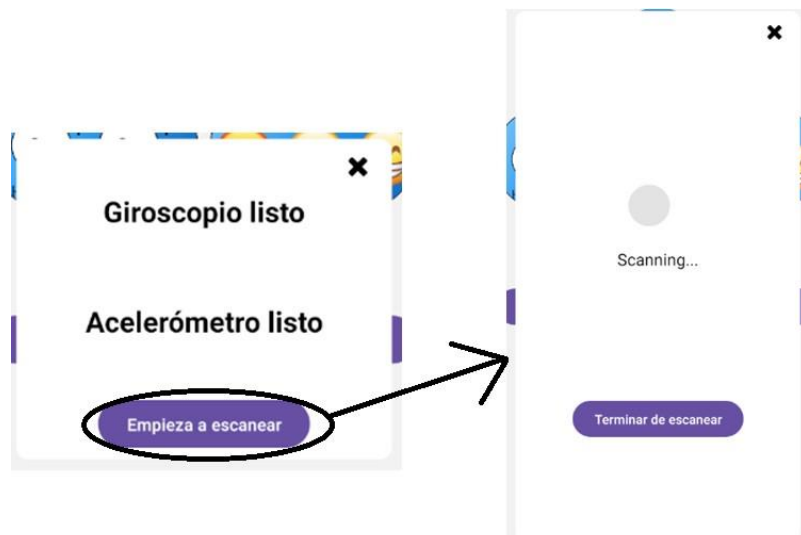 Giroscopio listo
Acelerómetro listo
Empieza a escanear
Scanning...
Terminar de escanear